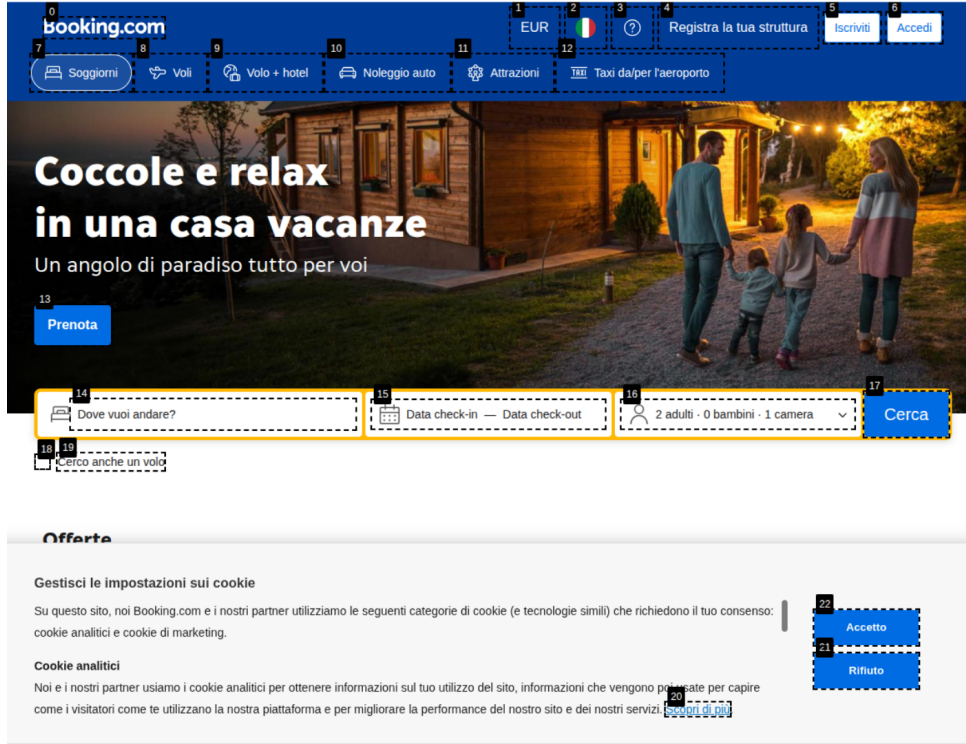 0
Booking.com
1
EUR
2
3
4
Registra la tua struttura
5
Iscriviti
6
Accedi
7
Soggiorni
8
Voli
9
Volo + hotel
10
Noleggio auto
11
Attrazioni
12
TAXI
Taxi da/per l'aeroporto
Coccole e relax
in una casa vacanze
Un angolo di paradiso tutto per voi
13
Prenota
14
Dove vuoi andare?
15
Data check-in — Data check-out
16
2 adulti · 0 bambini · 1 camera
17
Cerca
18
19
Cerco anche un volo
Offerte
Gestisci le impostazioni sui cookie
Su questo sito, noi Booking.com e i nostri partner utilizziamo le seguenti categorie di cookie (e tecnologie simili) che richiedono il tuo consenso:
cookie analitici e cookie di marketing.
Cookie analitici
Noi e i nostri partner usiamo i cookie analitici per ottenere informazioni sul tuo utilizzo del sito, informazioni che vengono poi usate per capire
come i visitatori come te utilizzano la nostra piattaforma e per migliorare la performance del nostro sito e dei nostri servizi. Scopri di più
20
22
Accetto
21
Rifiuto